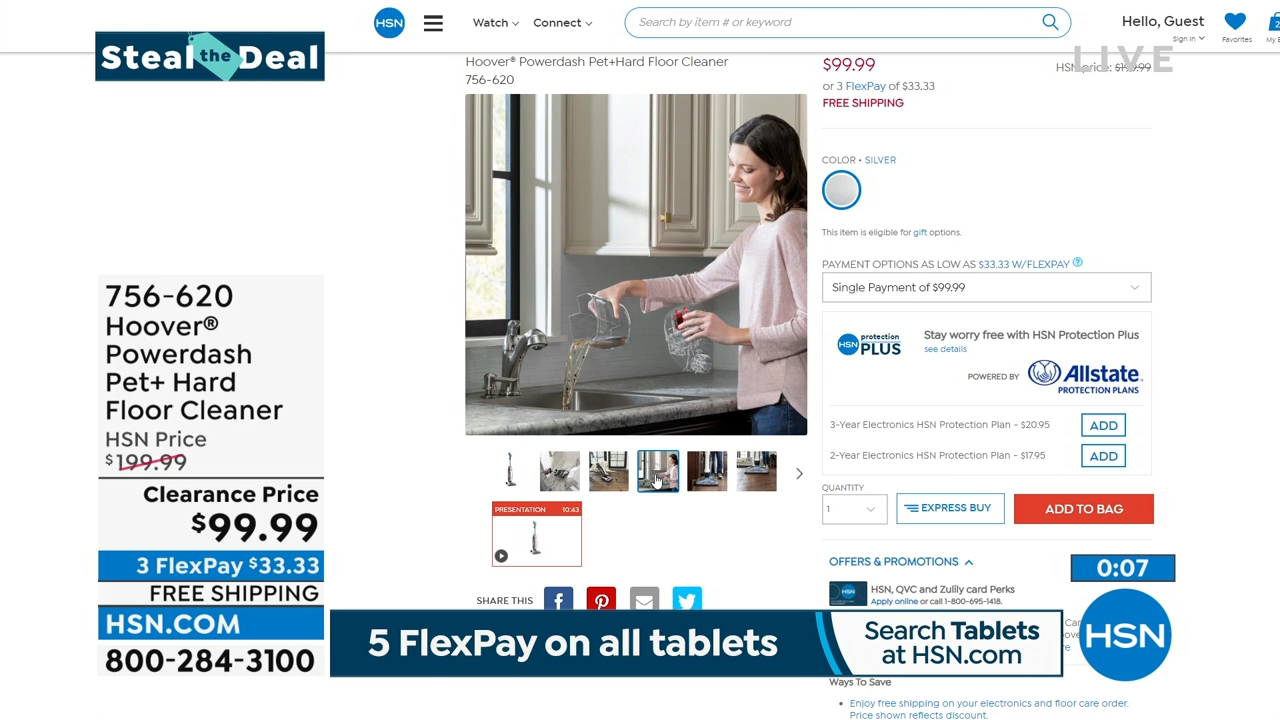 HSN
Watch
Connect
Search by item # or keyword
Hello, Guest
Sign In
Favorites
2
Steal the Deal
LIVE
Hoover® Powerdash Pet+Hard Floor Cleaner
756-620
$99.99
HSN price: $199.99
or 3 FlexPay of $33.33
FREE SHIPPING
COLOR • SILVER
This item is eligible for gift options.
PAYMENT OPTIONS AS LOW AS $33.33 W/FLEXPAY ?
Single Payment of $99.99
HSN protection PLUS
Stay worry free with HSN Protection Plus
see details
POWERED BY
Allstate
PROTECTION PLANS
3-Year Electronics HSN Protection Plan - $20.95
ADD
2-Year Electronics HSN Protection Plan - $17.95
ADD
QUANTITY
1
EXPRESS BUY
ADD TO BAG
PRESENTATION 10:43
OFFERS & PROMOTIONS
HSN, QVC and Zulily card Perks
Apply online or call 1-800-695-1418.
SHARE THIS
Ways To Save
• Enjoy free shipping on your electronics and floor care order.
Price shown reflects discount.
756-620
Hoover®
Powerdash
Pet+ Hard
Floor Cleaner
HSN Price
$199.99
Clearance Price
$99.99
3 FlexPay $33.33
FREE SHIPPING
HSN.COM
800-284-3100
5 FlexPay on all tablets
Search Tablets
at HSN.com
0:07
HSN